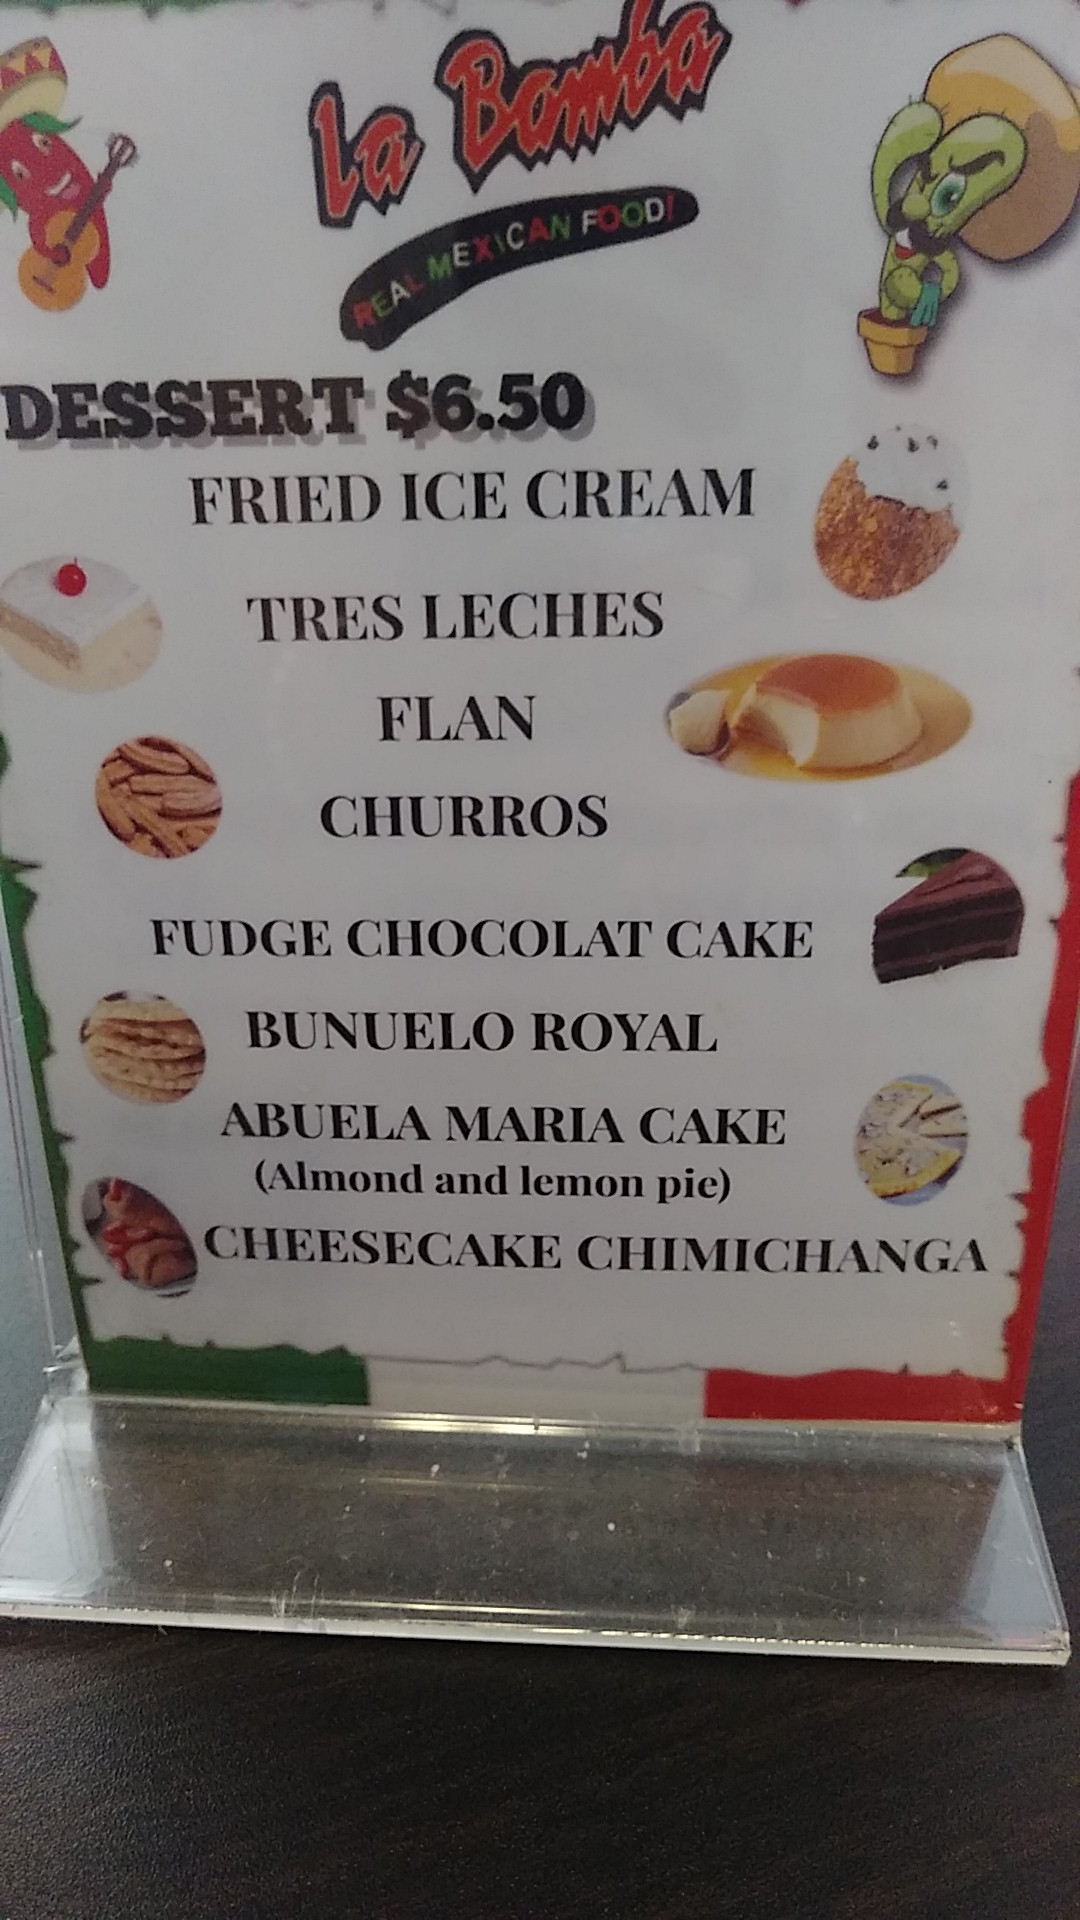 La Bamba
REAL MEXICAN FOOD!
DESSERT $6.50
FRIED ICE CREAM
TRES LECHES
FLAN
CHURROS
FUDGE CHOCOLAT CAKE
BUNUELO ROYAL
ABUELA MARIA CAKE
(Almond and lemon pie)
CHEESECAKE CHIMICHANGA